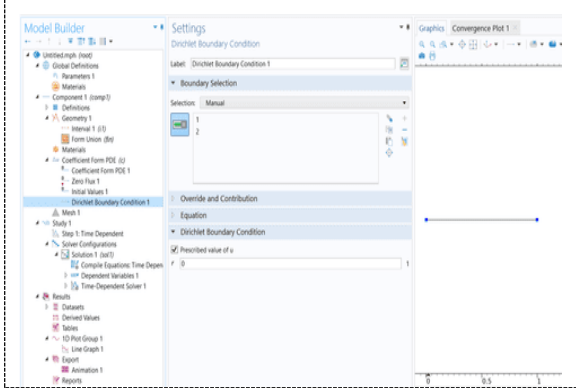 Model Builder
Untitled.mph (root)
Global Definitions
Parameters 1
Materials
Component 1 (comp1)
Definitions
Geometry 1
Interval 1 (i1)
Form Union (fin)
Materials
Coefficient Form PDE (c)
Coefficient Form PDE 1
Zero Flux 1
Initial Values 1
Dirichlet Boundary Condition 1
Mesh 1
Study 1
Step 1: Time Dependent
Solver Configurations
Solution 1 (sol1)
Compile Equations: Time Depen
Dependent Variables 1
Time-Dependent Solver 1
Results
Datasets
Derived Values
Tables
1D Plot Group 1
Line Graph 1
Export
Animation 1
Reports
Settings
Dirichlet Boundary Condition
Label: Dirichlet Boundary Condition 1
Boundary Selection
Selection: Manual
1
2
Override and Contribution
Equation
Dirichlet Boundary Condition
Prescribed value of u
r 0 1
Graphics Convergence Plot 1
0 0.5 1